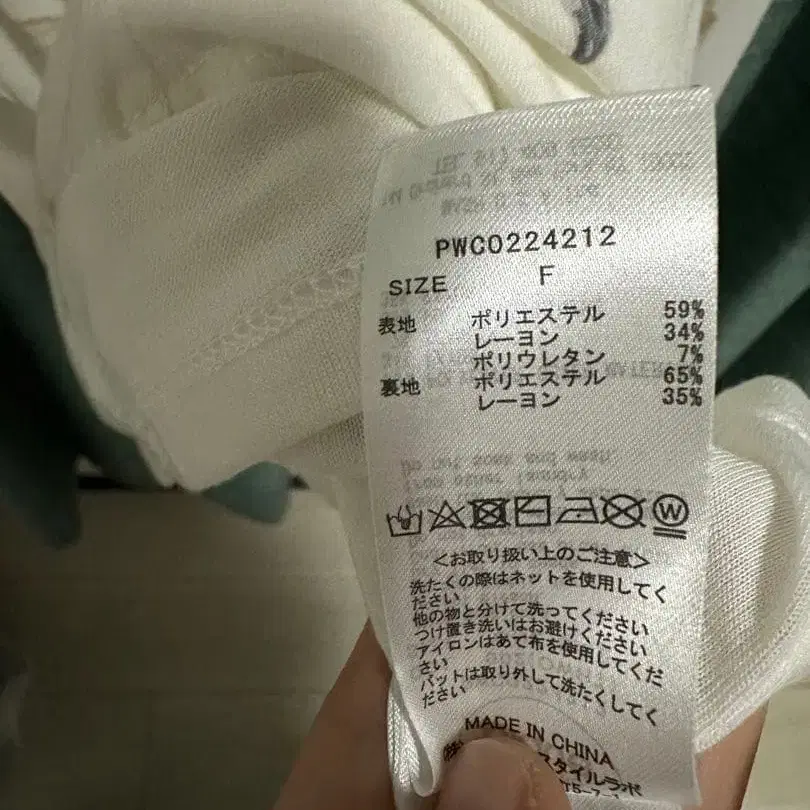 PWC0224212
SIZE F
表地 ポリエステル 59%
レーヨン 34%
ポリウレタン 7%
裏地 ポリエステル 65%
レーヨン 35%
W
＜お取り扱い上のご注意＞
洗たくの際はネットを使用してく
ださい
他の物と分けて洗ってください
つけ置き洗いはお避けください
アイロンはあて布を使用してくだ
さい
パットは取り外して洗たくしてく
ださい
MADE IN CHINA
スタイルラボ